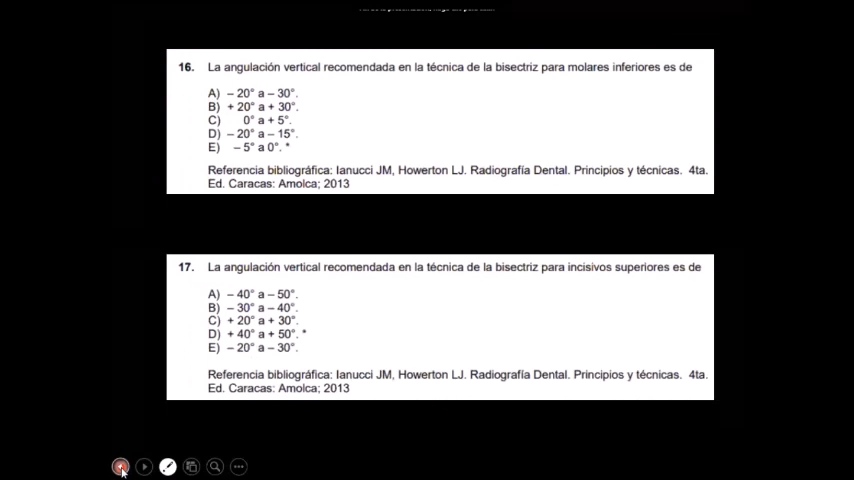 16. La angulación vertical recomendada en la técnica de la bisectriz para molares inferiores es de
A) – 20° a – 30°.
B) + 20° a + 30°.
C) 0° a + 5°.
D) – 20° a – 15°.
E) – 5° a 0°. *
Referencia bibliográfica: Ianucci JM, Howerton LJ. Radiografía Dental. Principios y técnicas. 4ta.
Ed. Caracas: Amolca; 2013
17. La angulación vertical recomendada en la técnica de la bisectriz para incisivos superiores es de
A) – 40° a – 50°.
B) – 30° a – 40°.
C) + 20° a + 30°.
D) + 40° a + 50°. *
E) – 20° a – 30°.
Referencia bibliográfica: Ianucci JM, Howerton LJ. Radiografía Dental. Principios y técnicas. 4ta.
Ed. Caracas: Amolca; 2013